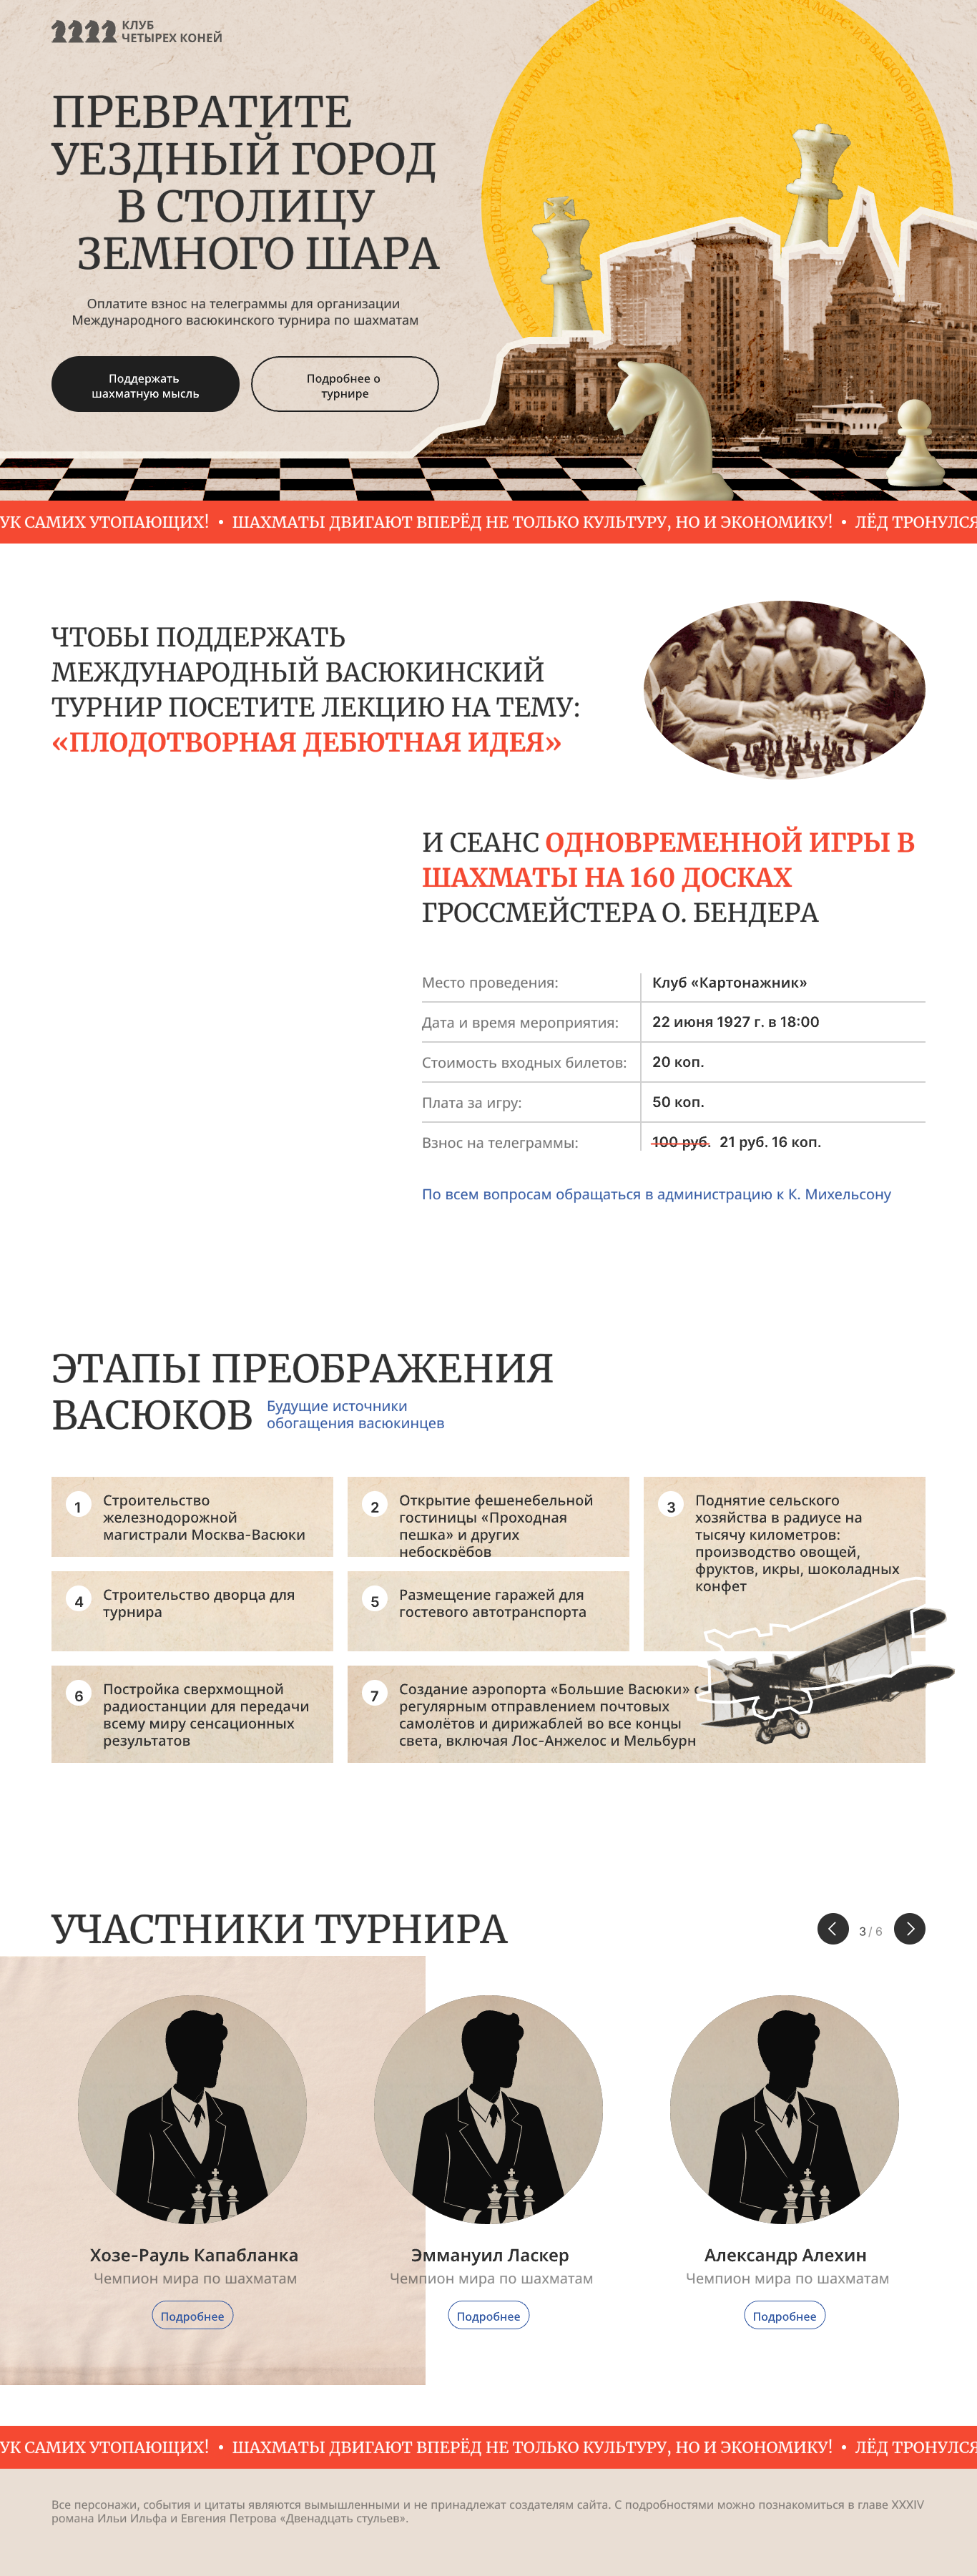 КЛУБ
ЧЕТЫРЕХ КОНЕЙ
ПРЕВРАТИТЕ
УЕЗДНЫЙ ГОРОД
В СТОЛИЦУ
ЗЕМНОГО ШАРА
Оплатите взнос на телеграммы для организации
Международного васюкинского турнира по шахматам
Поддержать
шахматную мысль
Подробнее о
турнире
УК САМИХ УТОПАЮЩИХ! • ШАХМАТЫ ДВИГАЮТ ВПЕРЁД НЕ ТОЛЬКО КУЛЬТУРУ, НО И ЭКОНОМИКУ! • ЛЁД ТРОНУЛСЯ
ЧТОБЫ ПОДДЕРЖАТЬ
МЕЖДУНАРОДНЫЙ ВАСЮКИНСКИЙ
ТУРНИР ПОСЕТИТЕ ЛЕКЦИЮ НА ТЕМУ:
«ПЛОДОТВОРНАЯ ДЕБЮТНАЯ ИДЕЯ»
И СЕАНС ОДНОВРЕМЕННОЙ ИГРЫ В
ШАХМАТЫ НА 160 ДОСКАХ
ГРОССМЕЙСТЕРА О. БЕНДЕРА
Место проведения: Клуб «Картонажник»
Дата и время мероприятия: 22 июня 1927 г. в 18:00
Стоимость входных билетов: 20 коп.
Плата за игру: 50 коп.
Взнос на телеграммы: 100 руб. 21 руб. 16 коп.
По всем вопросам обращаться в администрацию к К. Михельсону
ЭТАПЫ ПРЕОБРАЖЕНИЯ
ВАСЮКОВ
Будущие источники
обогащения васюкинцев
1
Строительство
железнодорожной
магистрали Москва-Васюки
2
Открытие фешенебельной
гостиницы «Проходная
пешка» и других
небоскрёбов
3
Поднятие сельского
хозяйства в радиусе на
тысячу километров:
производство овощей,
фруктов, икры, шоколадных
конфет
4
Строительство дворца для
турнира
5
Размещение гаражей для
гостевого автотранспорта
6
Постройка сверхмощной
радиостанции для передачи
всему миру сенсационных
результатов
7
Создание аэропорта «Большие Васюки» с
регулярным отправлением почтовых
самолётов и дирижаблей во все концы
света, включая Лос-Анжелос и Мельбурн
УЧАСТНИКИ ТУРНИРА
3 / 6
Хозе-Рауль Капабланка
Чемпион мира по шахматам
Подробнее
Эммануил Ласкер
Чемпион мира по шахматам
Подробнее
Александр Алехин
Чемпион мира по шахматам
Подробнее
УК САМИХ УТОПАЮЩИХ! • ШАХМАТЫ ДВИГАЮТ ВПЕРЁД НЕ ТОЛЬКО КУЛЬТУРУ, НО И ЭКОНОМИКУ! • ЛЁД ТРОНУЛСЯ
Все персонажи, события и цитаты являются вымышленными и не принадлежат создателям сайта. С подробностями можно познакомиться в главе XXXIV
романа Ильи Ильфа и Евгения Петрова «Двенадцать стульев».